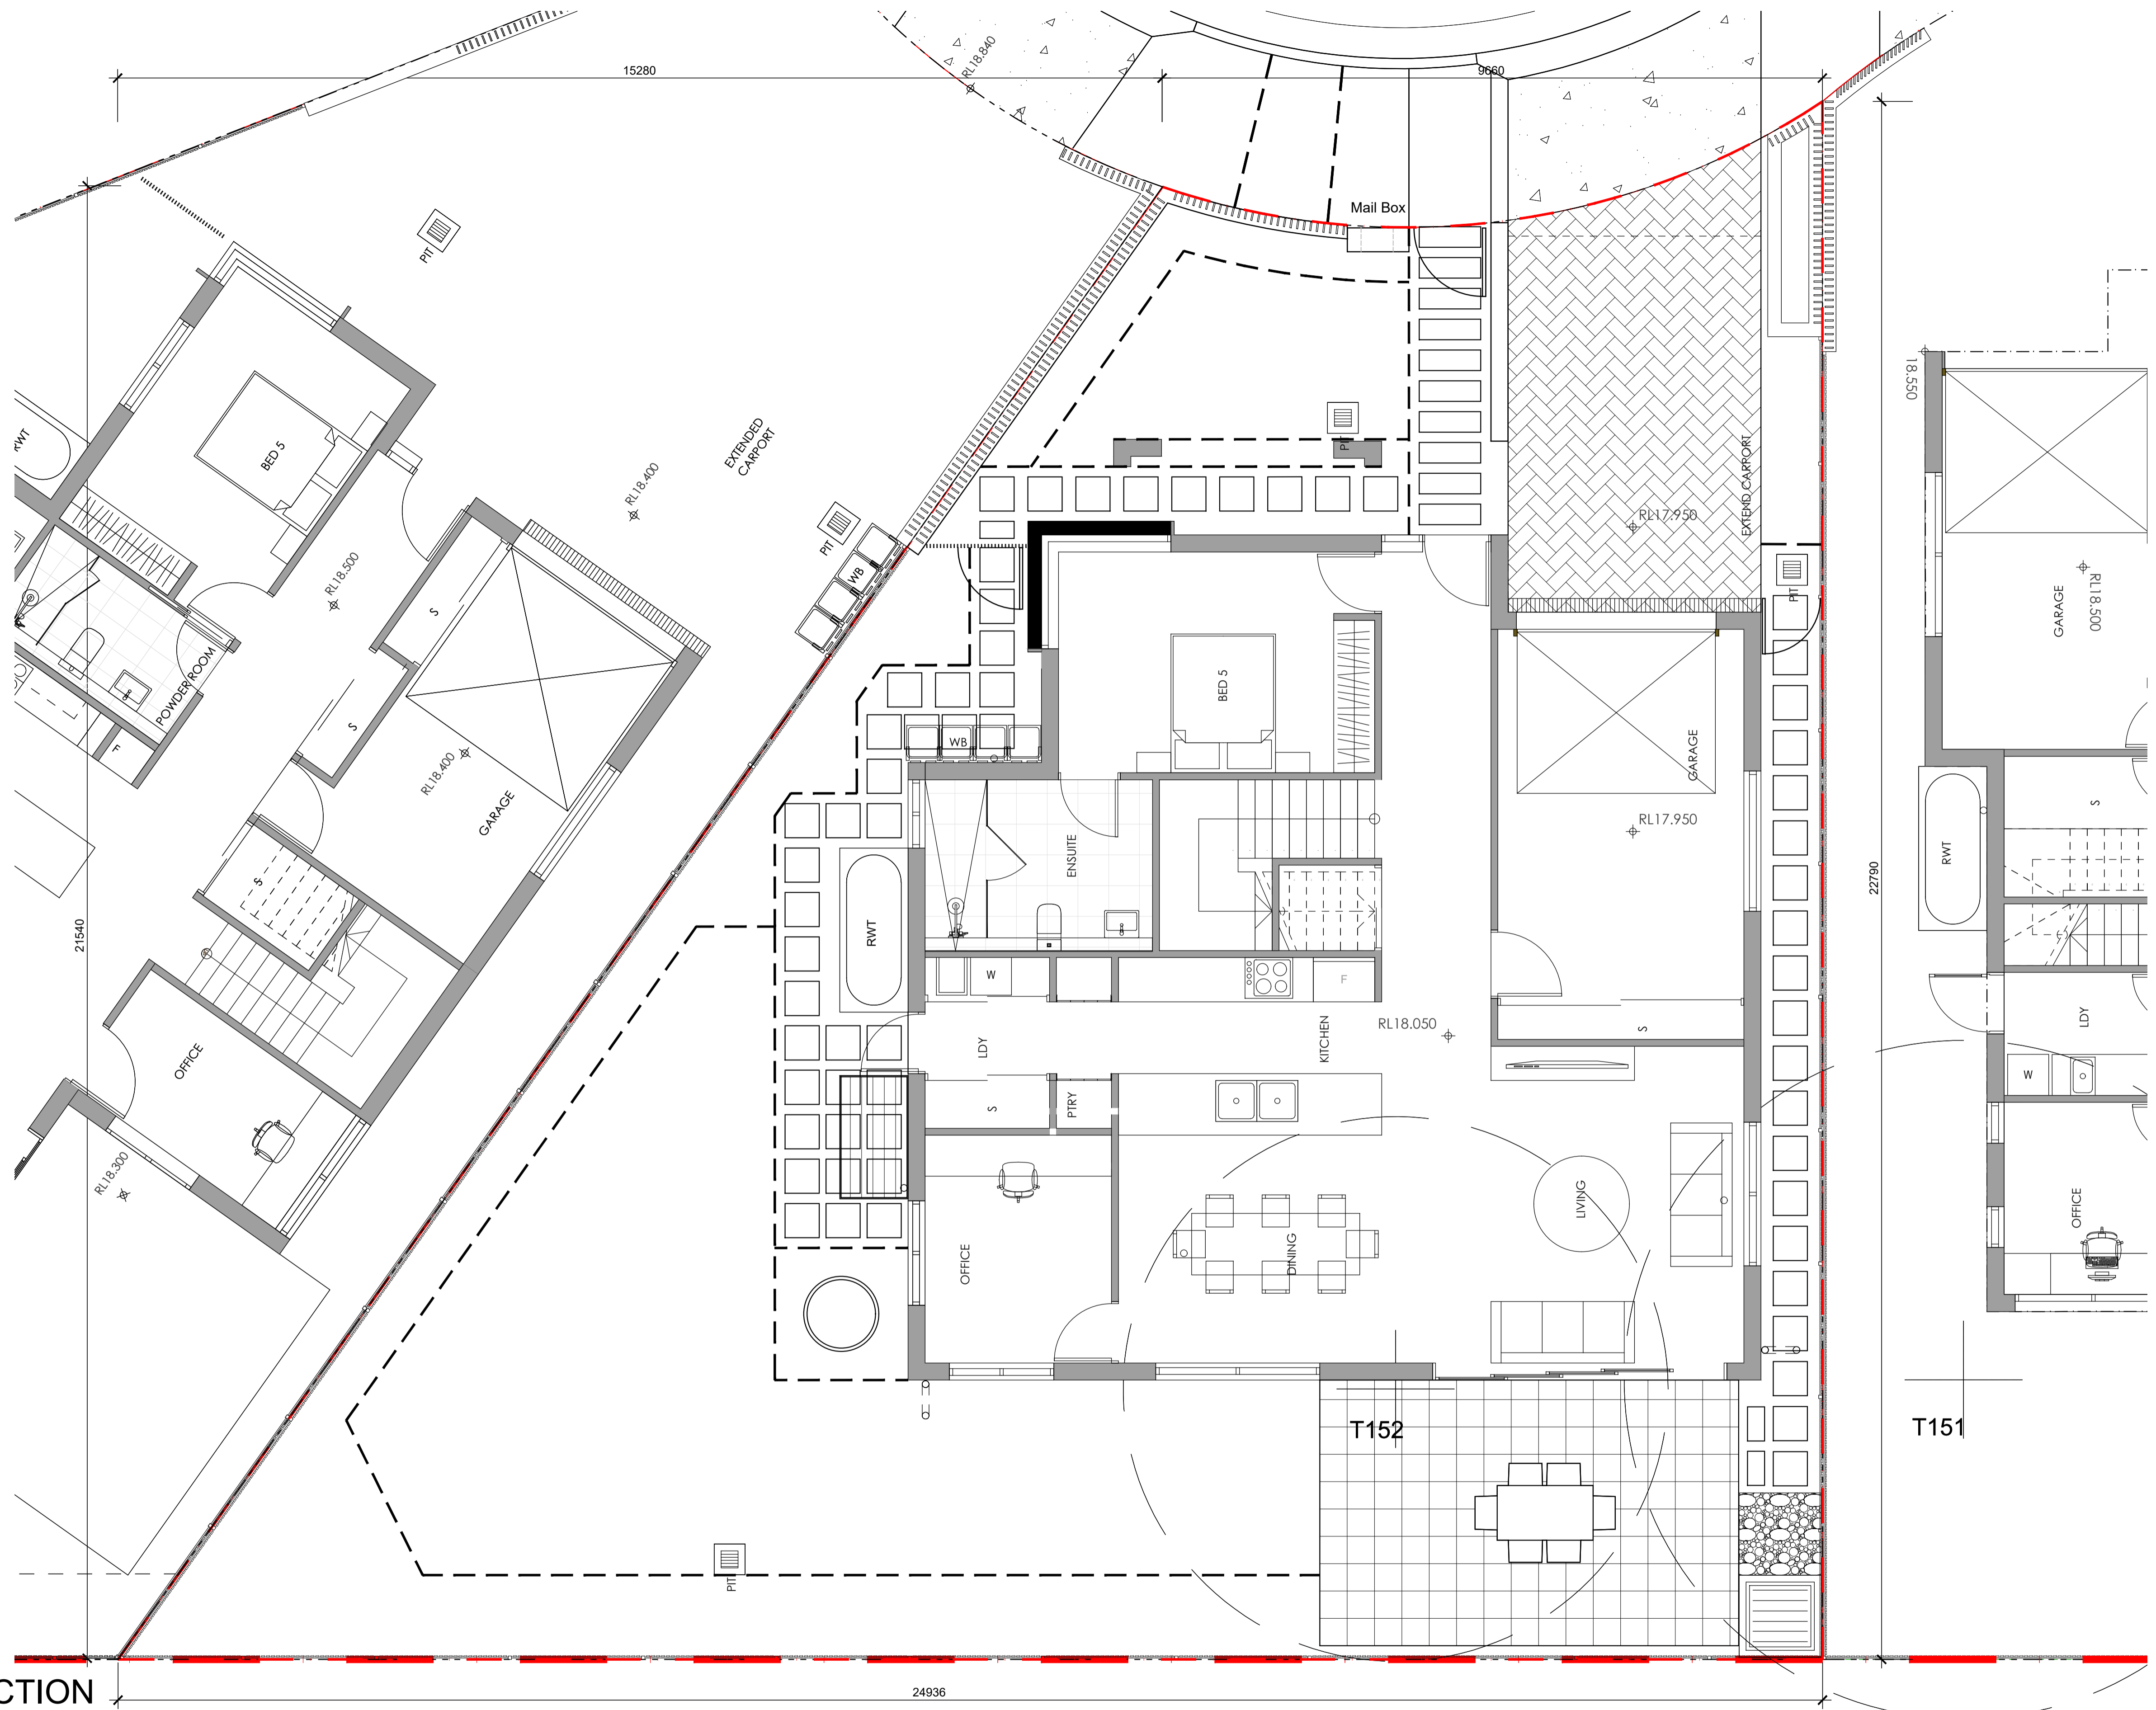 15280
9660
RL18.840
Mail Box
PIT
BED 5
RWT
EXTENDED
CARPORT
RL18.400
RL18.500
PIT
WB
S
S
POWDER ROOM
F
RL18.400
GARAGE
S
21540
OFFICE
RL18.300
PIT
EXTEND CARPORT
RL17.950
PIT
WB
BED 5
GARAGE
RL17.950
ENSUITE
RWT
W
F
LDY
KITCHEN
RL18.050
S
S
PTRY
OFFICE
DINING
LIVING
T152
PIT
22790
18.550
GARAGE
RL18.500
S
RWT
LDY
W
OFFICE
T151
CTION
24936